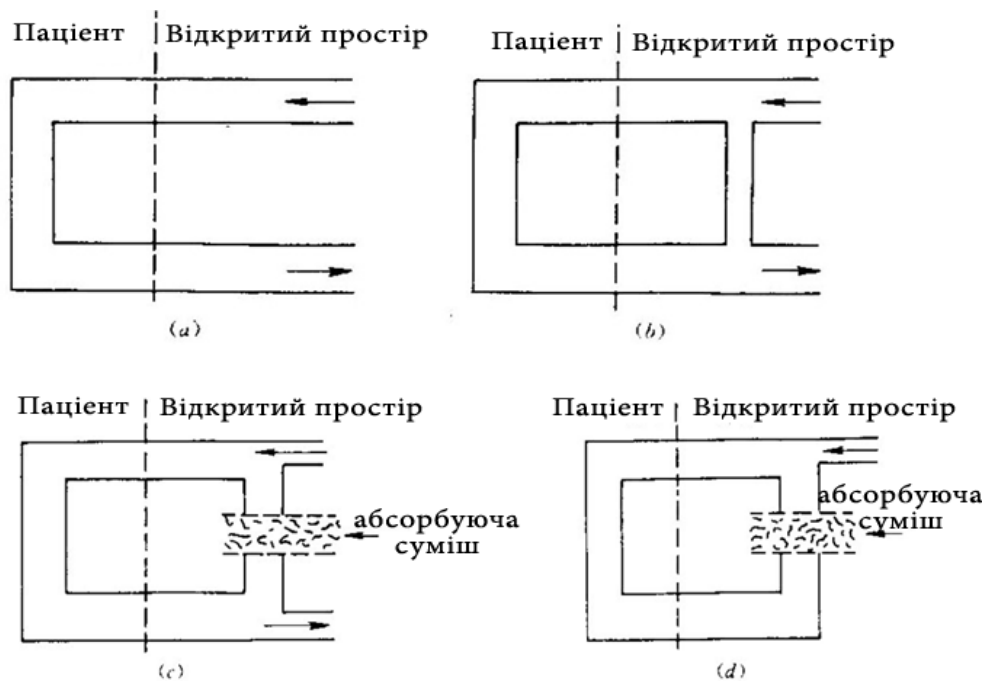 Пацієнт Відкритий простір
Пацієнт Відкритий простір
(a)
(b)
Пацієнт Відкритий простір
Пацієнт Відкритий простір
абсорбуюча
суміш
абсорбуюча
суміш
(c)
(d)